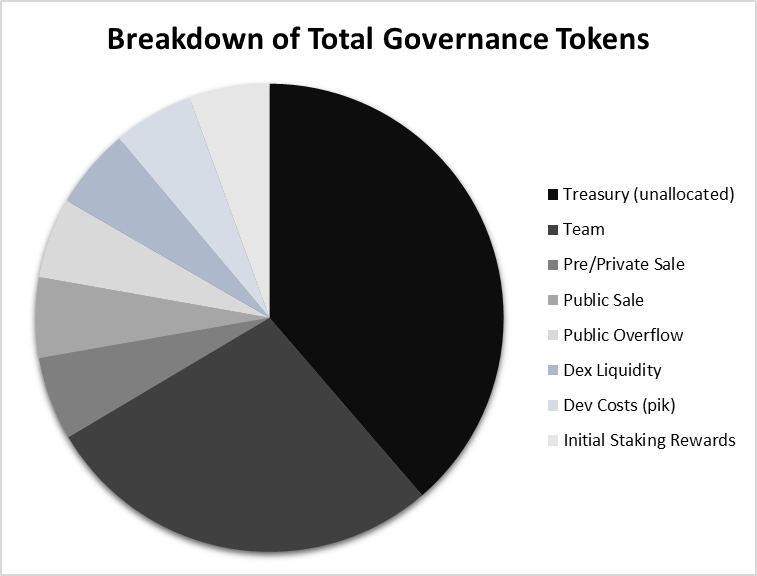 Breakdown of Total Governance Tokens
Treasury (unallocated)
Team
Pre/Private Sale
Public Sale
Public Overflow
Dex Liquidity
Dev Costs (pik)
Initial Staking Rewards